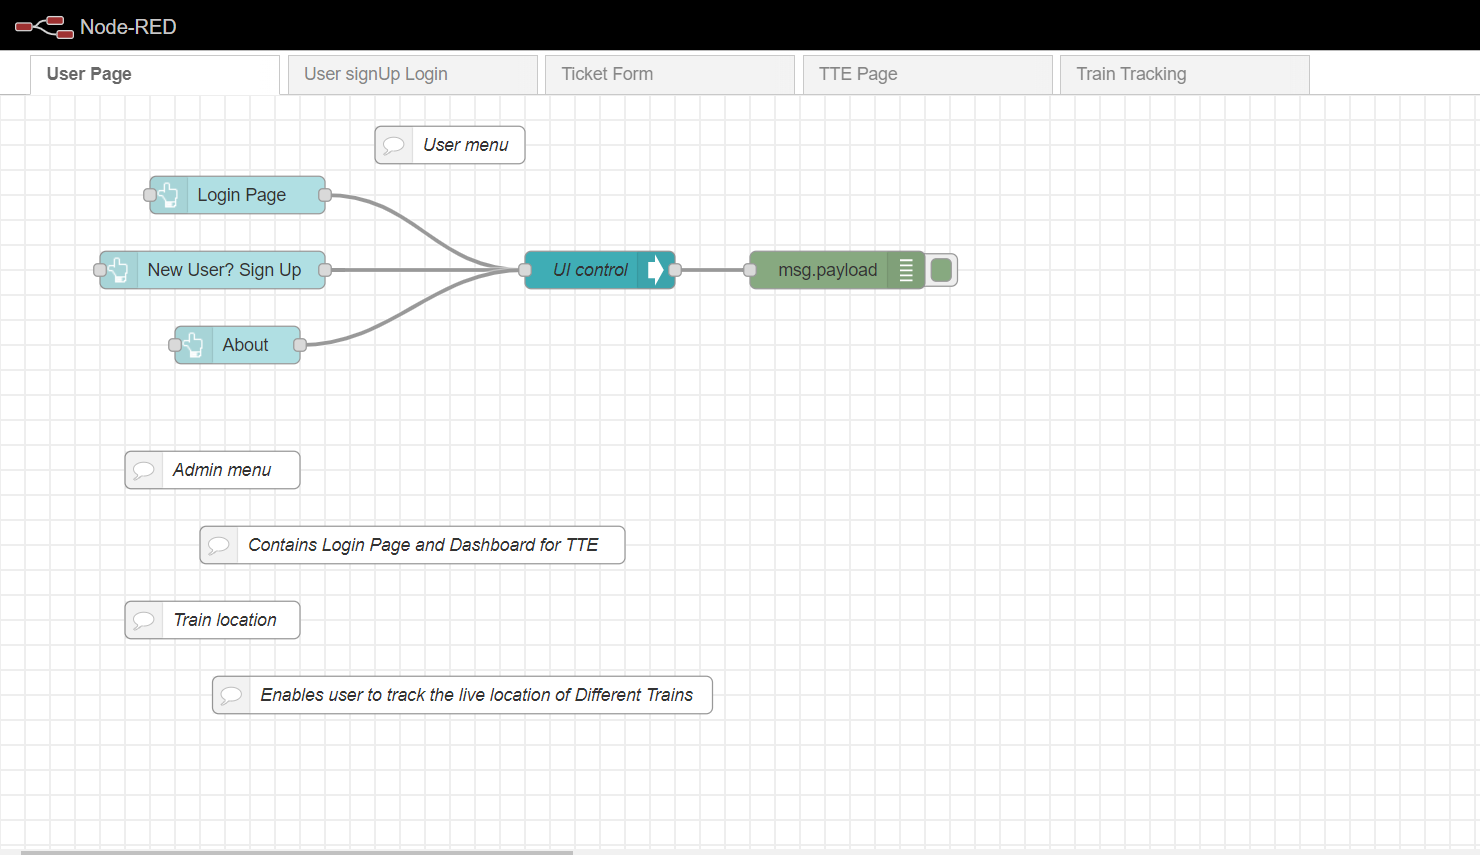 Node-RED
User Page
User signUp Login
Ticket Form
TTE Page
Train Tracking
User menu
Login Page
New User? Sign Up
UI control
msg.payload
About
Admin menu
Contains Login Page and Dashboard for TTE
Train location
Enables user to track the live location of Different Trains